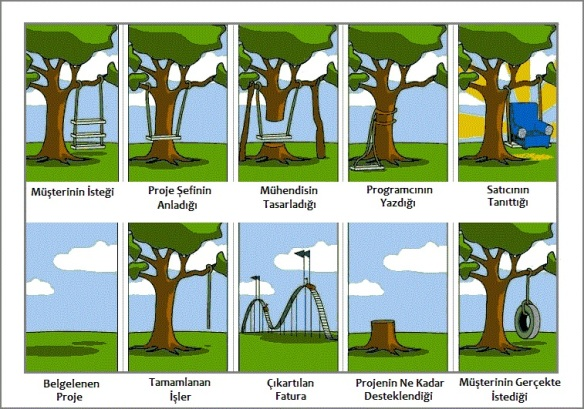 Müşterinin İsteği
Proje Şefinin
Anladığı
Mühendisin
Tasarladığı
Programcının
Yazdığı
Satıcının
Tanıttığı
Belgelenen
Proje
Tamamlanan
İşler
Çıkartılan
Fatura
Projenin Ne Kadar
Desteklendiği
Müşterinin Gerçekte
İstediği